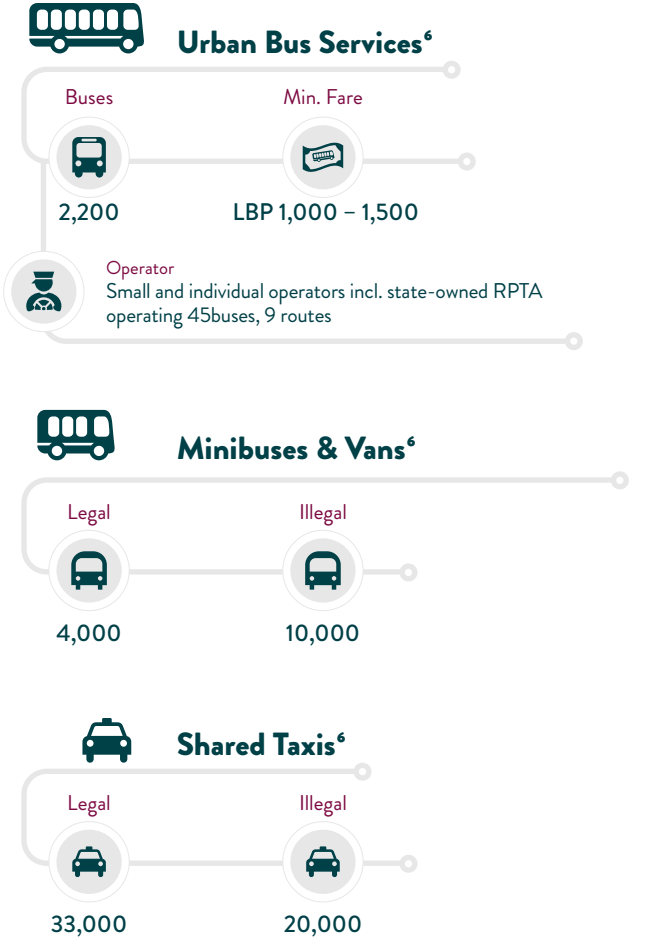 Urban Bus Services⁶
Buses
Min. Fare
2,200
LBP 1,000 – 1,500
Operator
Small and individual operators incl. state-owned RPTA
operating 45buses, 9 routes
Minibuses & Vans⁶
Legal
Illegal
4,000
10,000
Shared Taxis⁶
Legal
Illegal
33,000
20,000